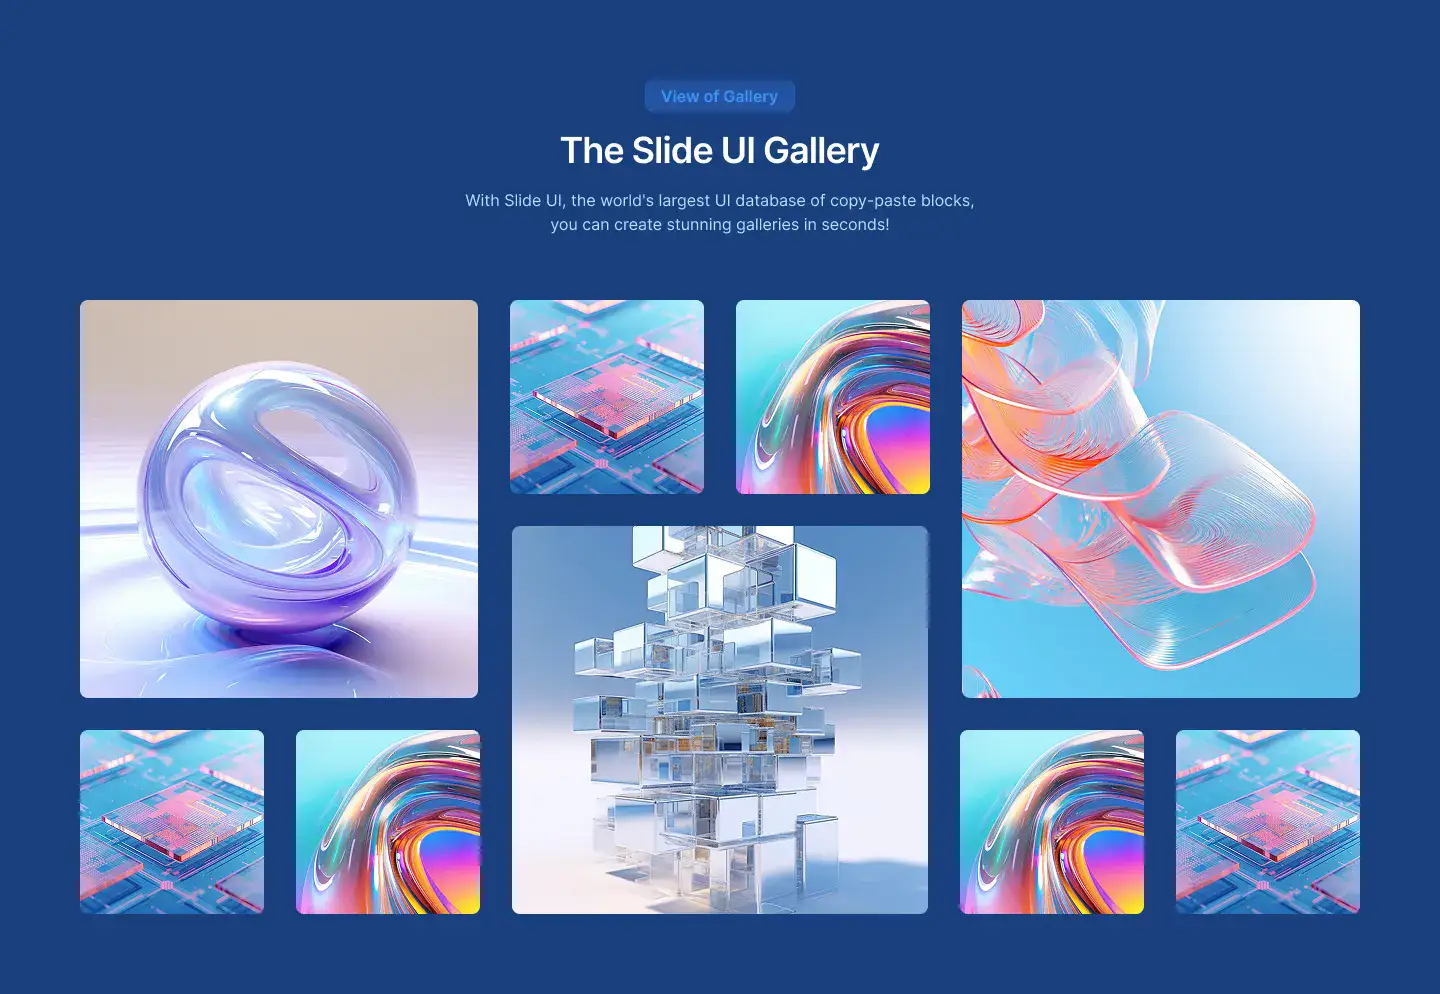 View of Gallery
The Slide UI Gallery
With Slide UI, the world's largest UI database of copy-paste blocks,
you can create stunning galleries in seconds!